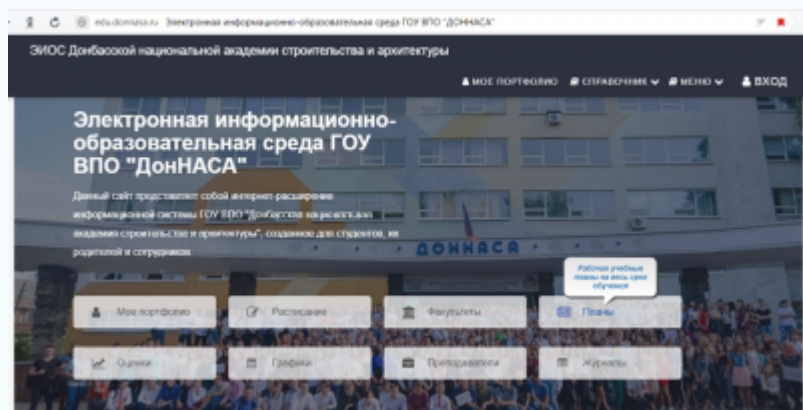 edu.donnasa.ru Электронная информационно-образовательная среда ГОУ ВПО "ДОННАСА"
ЭИОС Донбасской национальной академии строительства и архитектуры
МОЕ ПОРТФОЛИО СПРАВОЧНИК МЕНЮ ВХОД
Электронная информационно-
образовательная среда ГОУ
ВПО "ДонНАСА"
Данный сайт представляет собой интернет-расширение
информационной системы ГОУ ВПО "Донбасская национальная
академия строительства и архитектуры", созданное для студентов, их
родителей и сотрудников.
ДОННАСА
Рабочие учебные
планы на весь срок
обучения
Мое портфолио Расписание Факультеты Планы
Оценки Графики Преподаватели Журналы